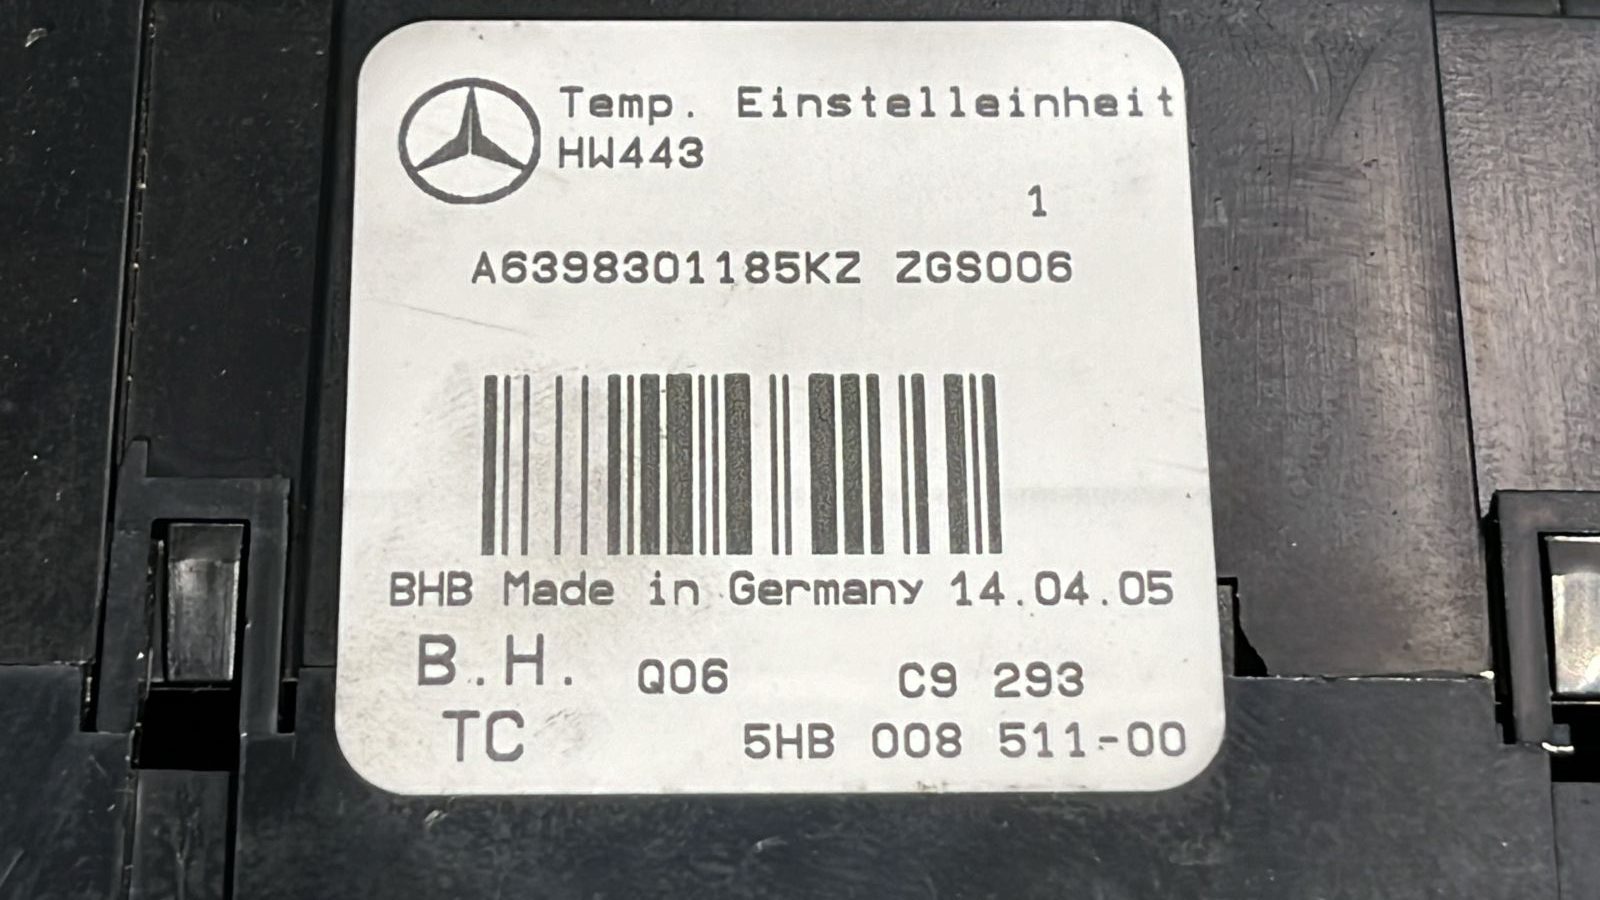 Temp. Einstelleinheit
HW443
1
A6398301185KZ ZGS006
BHB Made in Germany 14.04.05
B.H. Q06 C9 293
TC 5HB 008 511-00